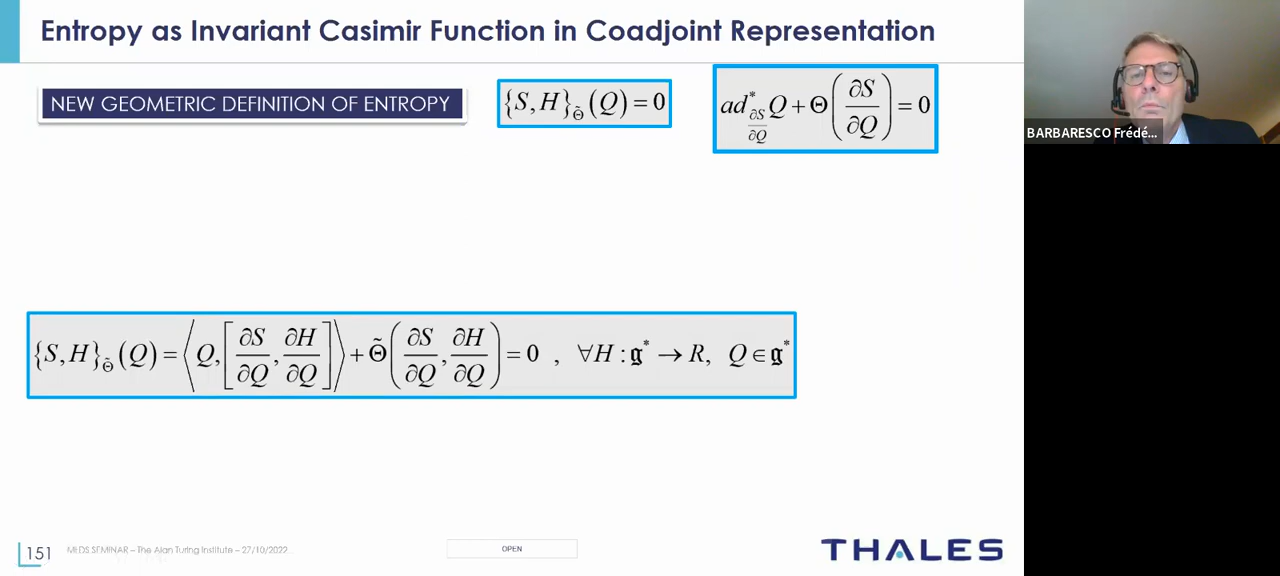 Entropy as Invariant Casimir Function in Coadjoint Representation
NEW GEOMETRIC DEFINITION OF ENTROPY
{S, H}_Θ̃ (Q) = 0
ad*_{∂S/∂Q} Q + Θ(∂S/∂Q) = 0
BARBARESCO Frédé...
{S, H}_Θ̃ (Q) = ⟨Q, [∂S/∂Q, ∂H/∂Q]⟩ + Θ̃(∂S/∂Q, ∂H/∂Q) = 0 , ∀H : 𝔤* → R, Q ∈ 𝔤*
151
MLDS SEMINAR – The Alan Turing Institute – 27/10/2022
OPEN
THALES